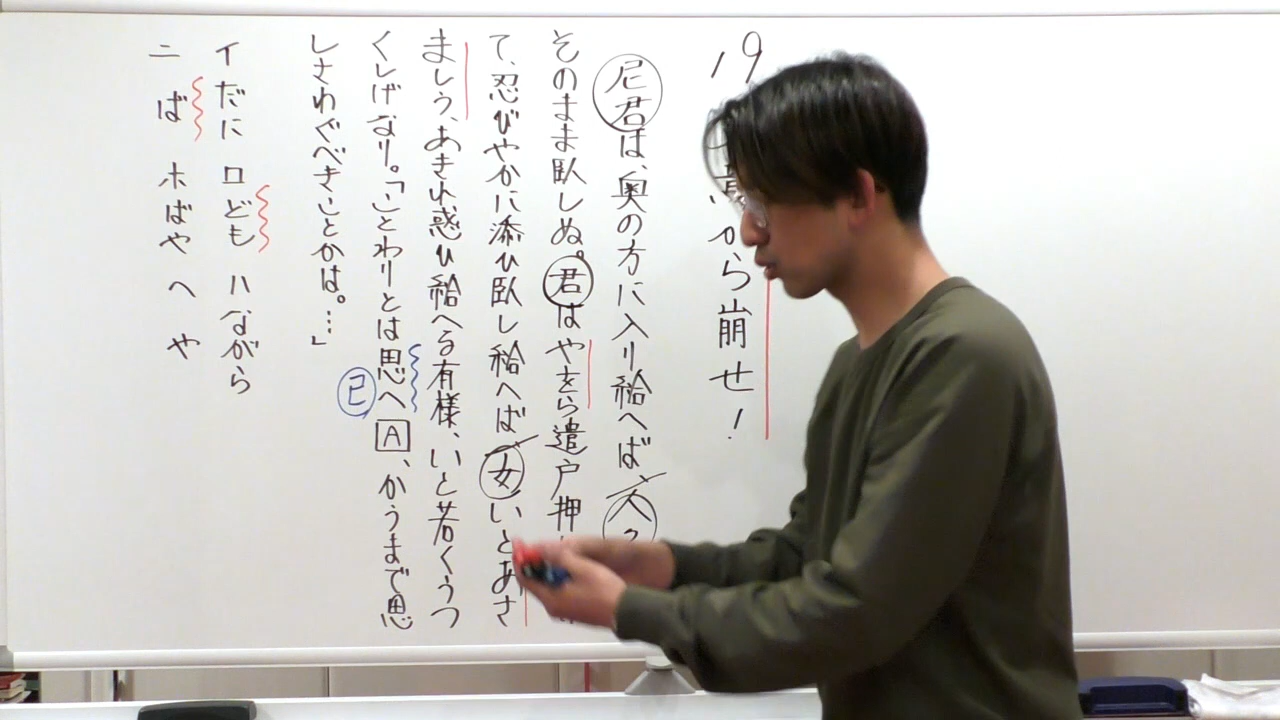 19 から崩せ!
尼君は、奥の方に入り給へば、人々
そのまま臥しぬ。君はやをら遣戸押
て、忍びやかに添ひ臥し給へば女いとあさ
ましう、あきれ惑ひ給へる有様、いと若くうつ
くしげなり。「ことわりとは思へA、かうまで思
已
しさわぐべきことかは。…」
イだに ロども ハながら
ニ ば ホばや へ や